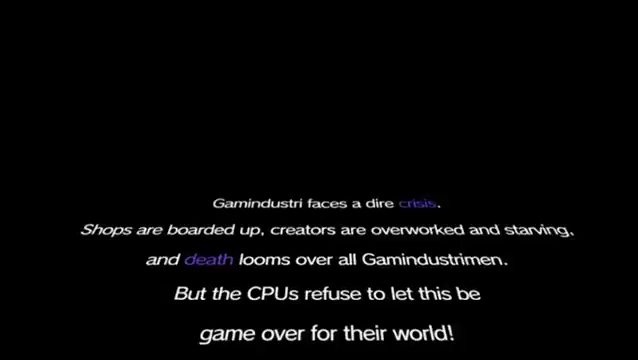 Gamindustri faces a dire crisis.
Shops are boarded up, creators are overworked and starving,
and death looms over all Gamindustrimen.
But the CPUs refuse to let this be
game over for their world!